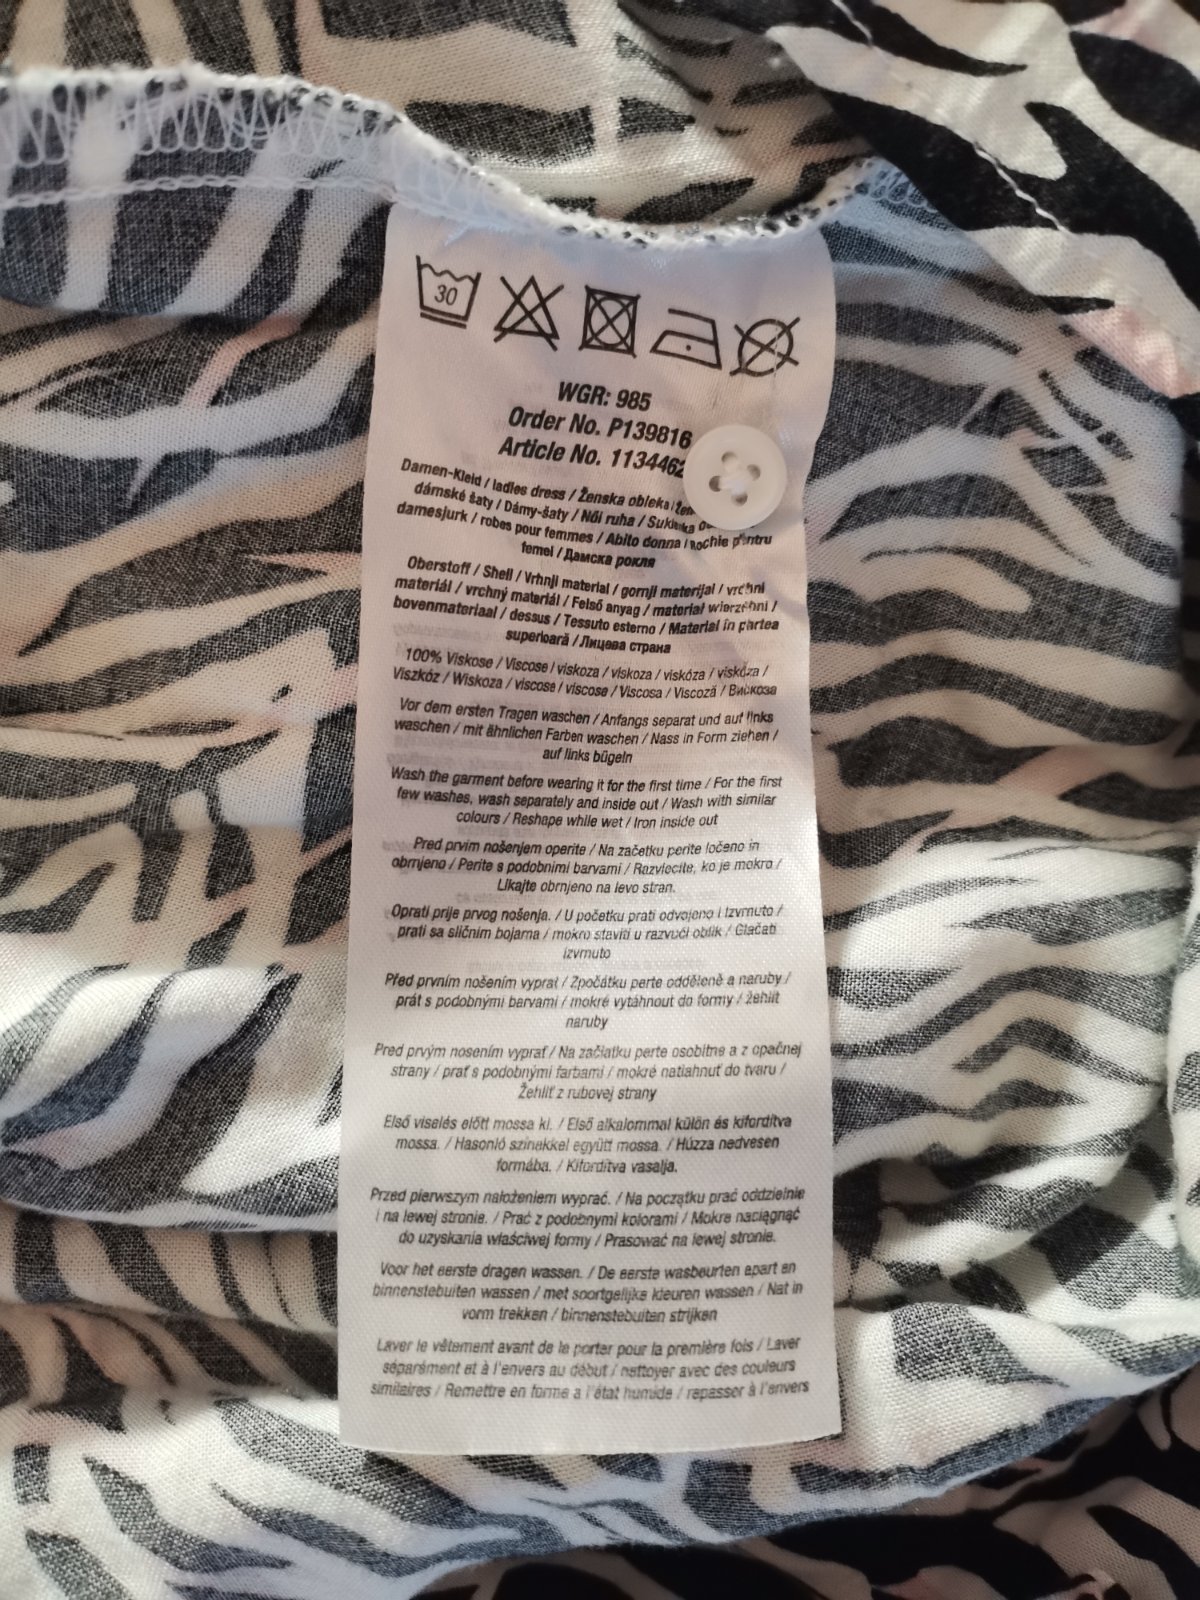 30
WGR: 985
Order No. P139816
Article No. 1134462
Damen-Kleid / ladies dress / Ženska obleka /
dámské šaty / Dámy-šaty / Női ruha /
damesjurk / robes pour femmes / Abito donna / Rochie pentru
femei / Дамска рокля
Oberstoff / Shell / Vrhnji material / gornji materijal / vrchní
materiál / vrchný materiál / Felső anyag / materiał wierzchni /
bovenmateriaal / dessus / Tessuto esterno / Material în partea
superioară / Лицева страна
100% Viskose / Viscose / viskoza / viskoza / viskóza / viskóza /
Viszkóz / Wiskoza / viscose / viscose / Viscosa / Viscoză / Вискоза
Vor dem ersten Tragen waschen / Anfangs separat und auf links
waschen / mit ähnlichen Farben waschen / Nass in Form ziehen /
auf links bügeln
Wash the garment before wearing it for the first time / For the first
few washes, wash separately and inside out / Wash with similar
colours / Reshape while wet / Iron inside out
Pred prvim nošenjem operite / Na začetku perite ločeno in
obrnjeno / Perite s podobnimi barvami / Razvlecite, ko je mokro /
Likajte obrnjeno na levo stran.
Oprati prije prvog nošenja. / U početku prati odvojeno i izvrnuto /
prati sa sličnim bojama / mokro staviti u razvući oblik / Glačati
izvrnuto
Před prvním nošením vyprat / Zpočátku perte odděleně a naruby /
prát s podobnými barvami / mokré vytáhnout do formy / žehlit
naruby
Pred prvým nosením vyprať / Na začiatku perte osobitne a z opačnej
strany / prať s podobnými farbami / mokré natiahnuť do tvaru /
Žehliť z rubovej strany
Első viselés előtt mossa ki. / Első alkalommal külön és kifordítva
mossa. / Hasonló színekkel együtt mossa. / Húzza nedvesen
formába. / Kifordítva vasalja.
Przed pierwszym nałożeniem wyprać. / Na początku prać oddzielnie
i na lewej stronie. / Prać z podobnymi kolorami / Mokre naciągnąć
do uzyskania właściwej formy / Prasować na lewej stronie.
Voor het eerste dragen wassen. / De eerste wasbeurten apart en
binnenstebuiten wassen / met soortgelijke kleuren wassen / Nat in
vorm trekken / binnenstebuiten strijken
Laver le vêtement avant de le porter pour la première fois / Laver
séparément et à l'envers au début / nettoyer avec des couleurs
similaires / Remettre en forme a l'état humide / repasser à l'envers